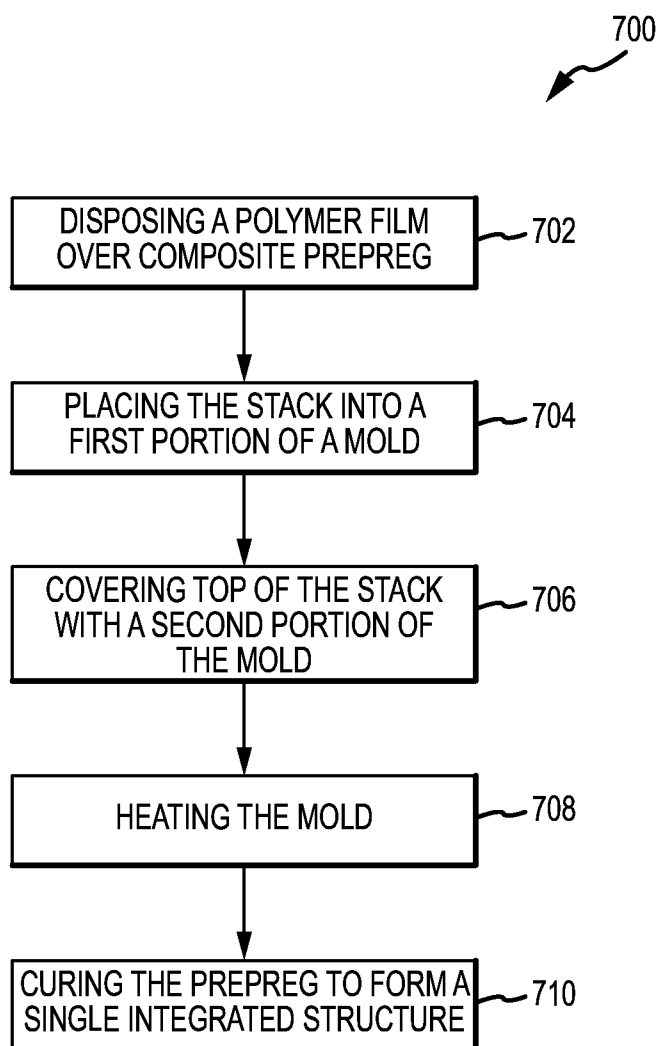 700
DISPOSING A POLYMER FILM
OVER COMPOSITE PREPREG
702
PLACING THE STACK INTO A
FIRST PORTION OF A MOLD
704
COVERING TOP OF THE STACK
WITH A SECOND PORTION OF
THE MOLD
706
HEATING THE MOLD
708
CURING THE PREPREG TO FORM A
SINGLE INTEGRATED STRUCTURE
710